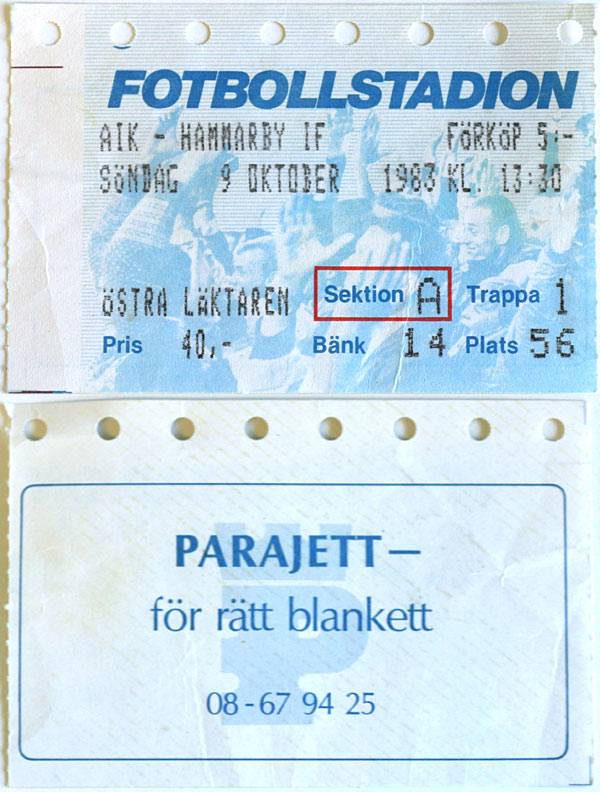 FOTBOLLSTADION
AIK - HAMMARBY IF FÖRKÖP 5:-
SÖNDAG 9 OKTOBER 1983 KL. 13:30
ÖSTRA LÄKTAREN Sektion A Trappa 1
Pris 40,- Bänk 14 Plats 56
PARAJETT—
för rätt blankett
08-67 94 25